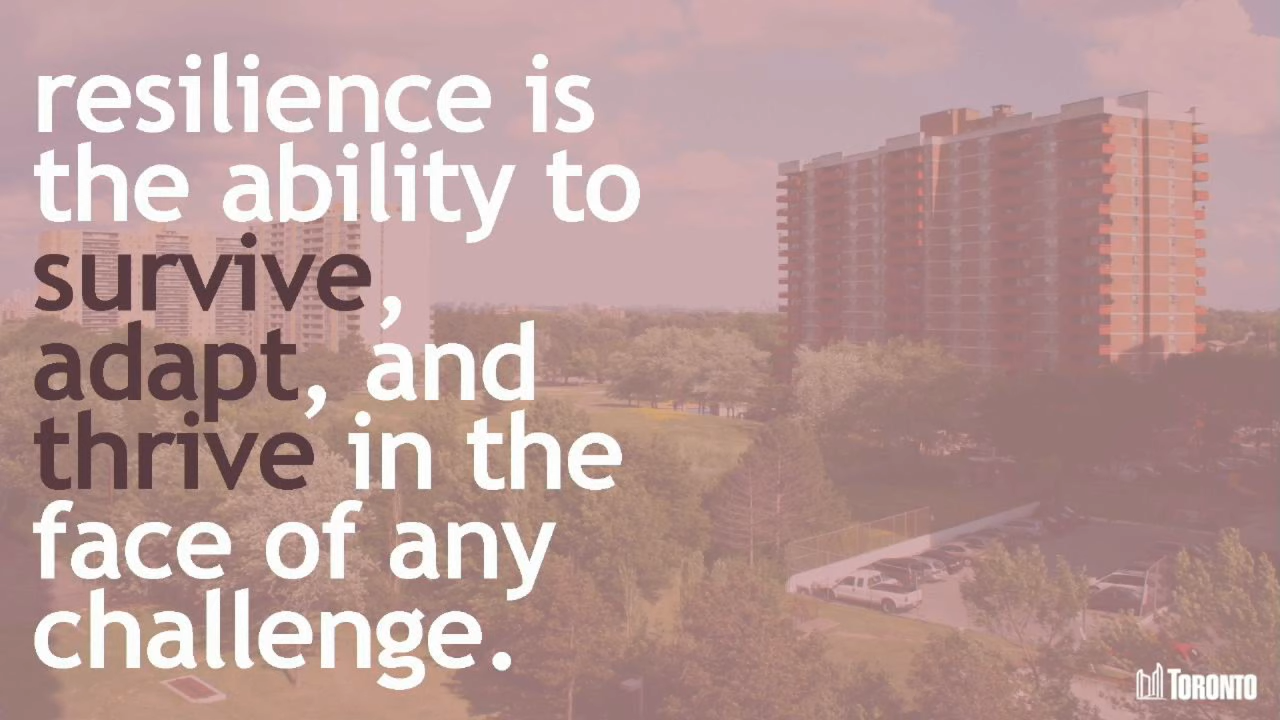 resilience is
the ability to
survive,
adapt, and
thrive in the
face of any
challenge.
TORONTO